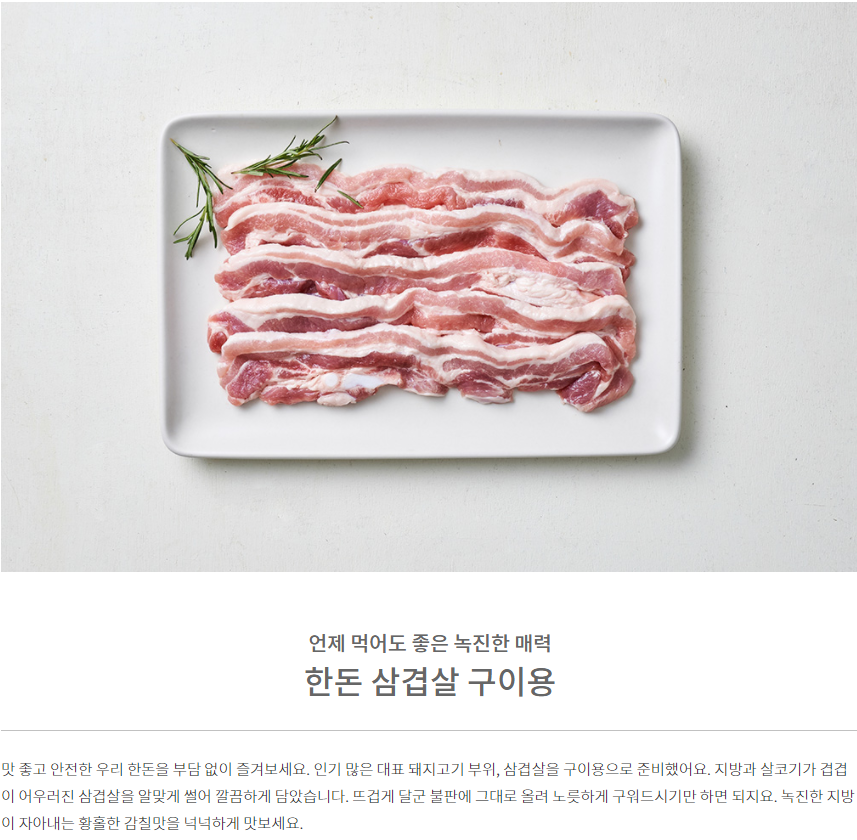 언제 먹어도 좋은 녹진한 매력
한돈 삼겹살 구이용
맛 좋고 안전한 우리 한돈을 부담 없이 즐겨보세요. 인기 많은 대표 돼지고기 부위, 삼겹살을 구이용으로 준비했어요. 지방과 살코기가 겹겹
이 어우러진 삼겹살을 알맞게 썰어 깔끔하게 담았습니다. 뜨겁게 달군 불판에 그대로 올려 노릇하게 구워드시기만 하면 되지요. 녹진한 지방
이 자아내는 황홀한 감칠맛을 넉넉하게 맛보세요.